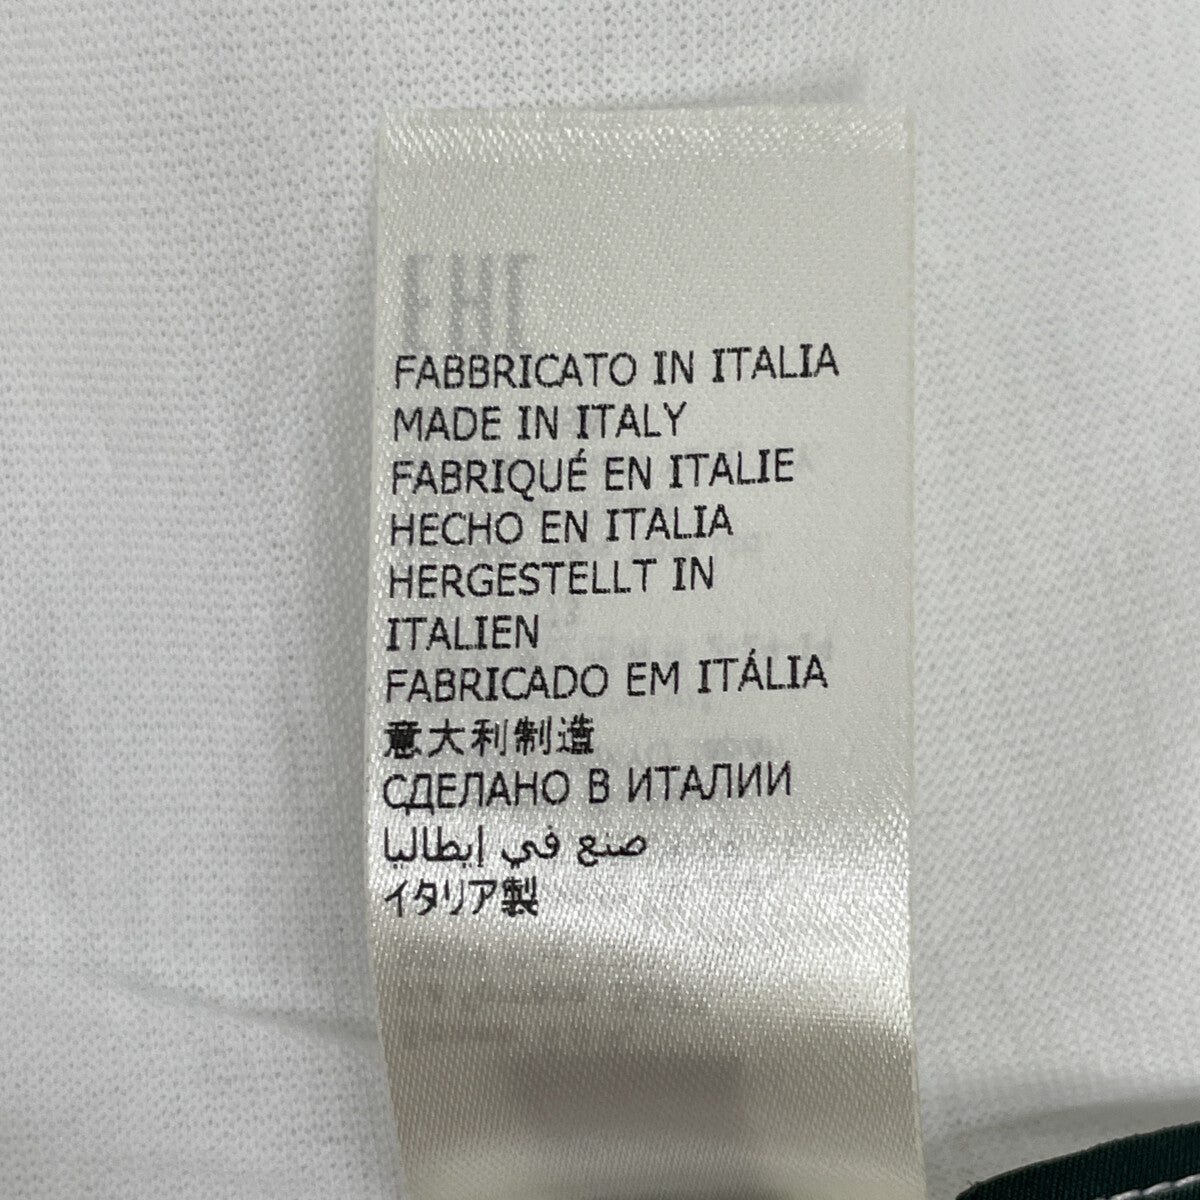 EHC
FABBRICATO IN ITALIA
MADE IN ITALY
FABRIQUÉ EN ITALIE
HECHO EN ITALIA
HERGESTELLT IN
ITALIEN
FABRICADO EM ITÁLIA
意大利制造
СДЕЛАНО В ИТАЛИИ
صنع في إيطاليا
イタリア製